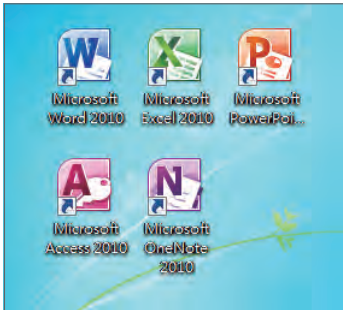 W
X
P
Microsoft
Word 2010
Microsoft
Excel 2010
Microsoft
PowerPoi...
A
N
Microsoft
Access 2010
Microsoft
OneNote
2010